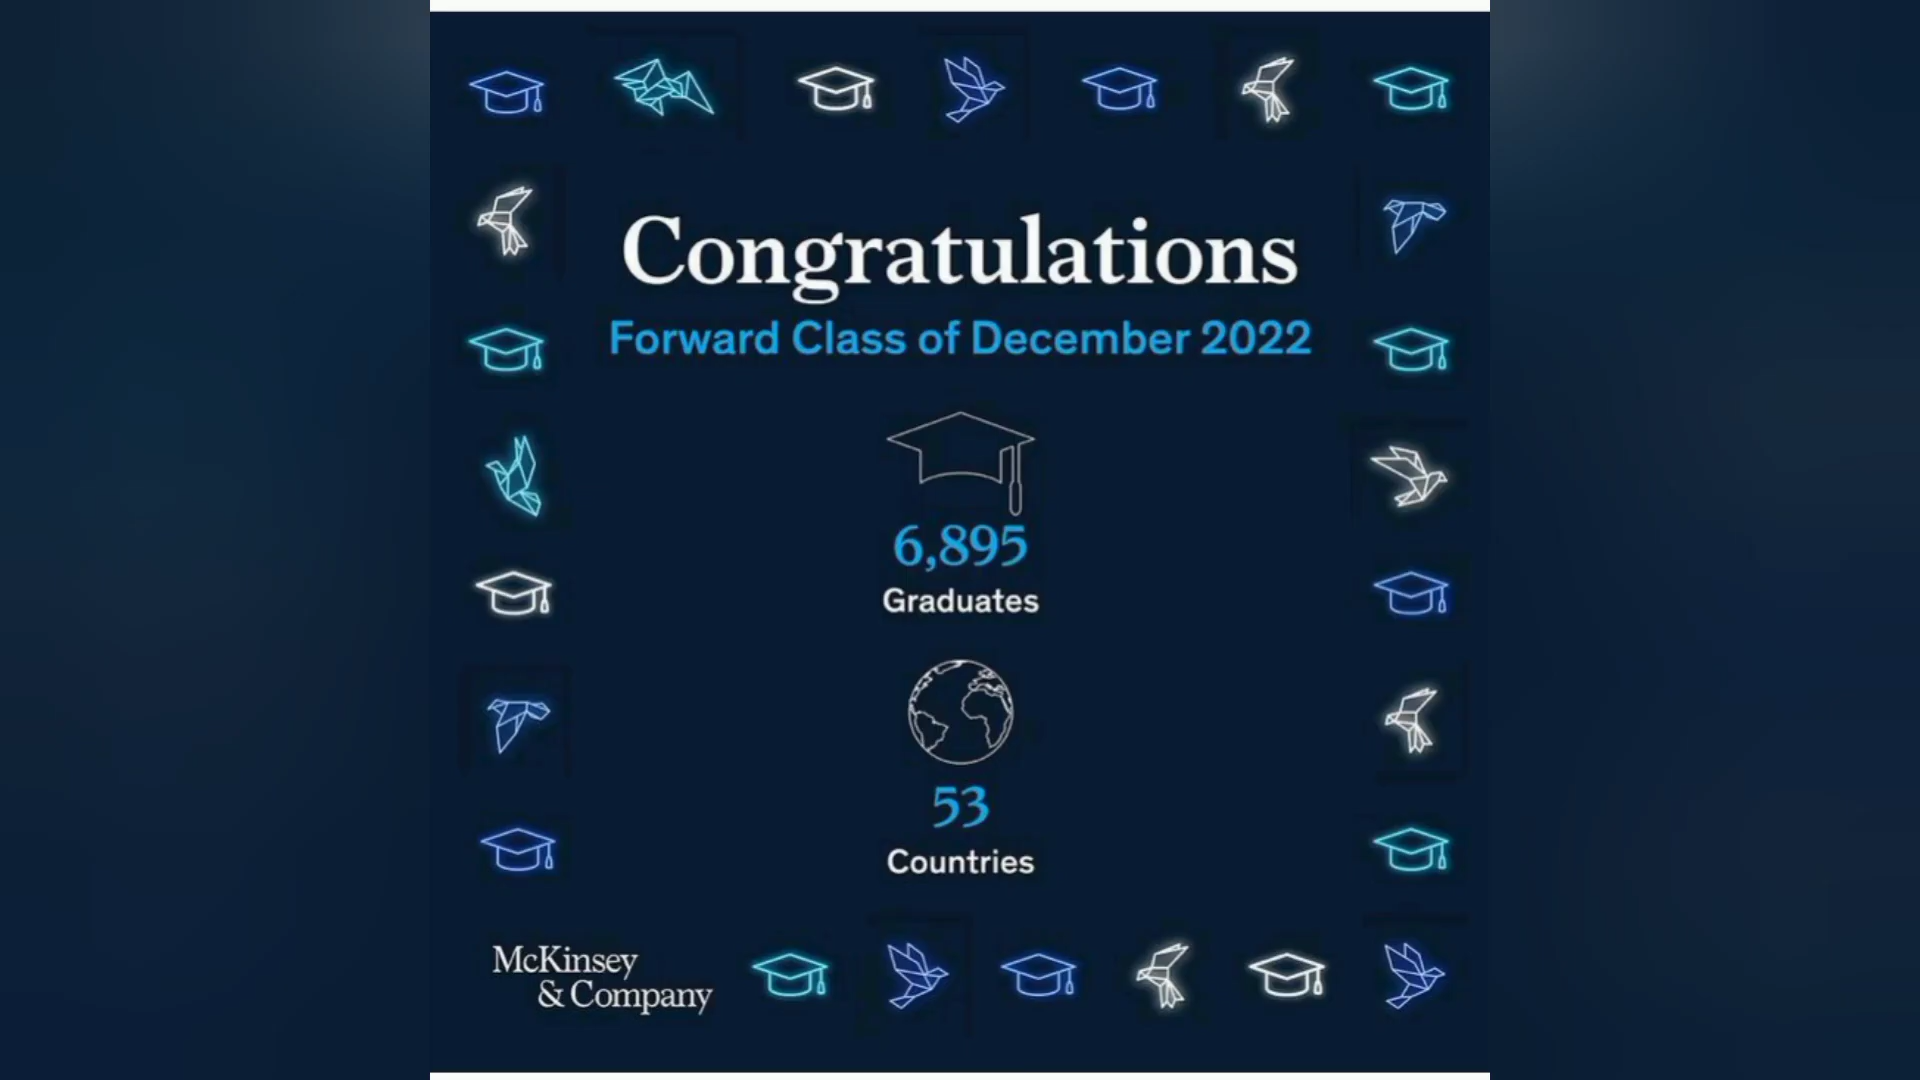 Congratulations
Forward Class of December 2022
6,895
Graduates
53
Countries
McKinsey
& Company